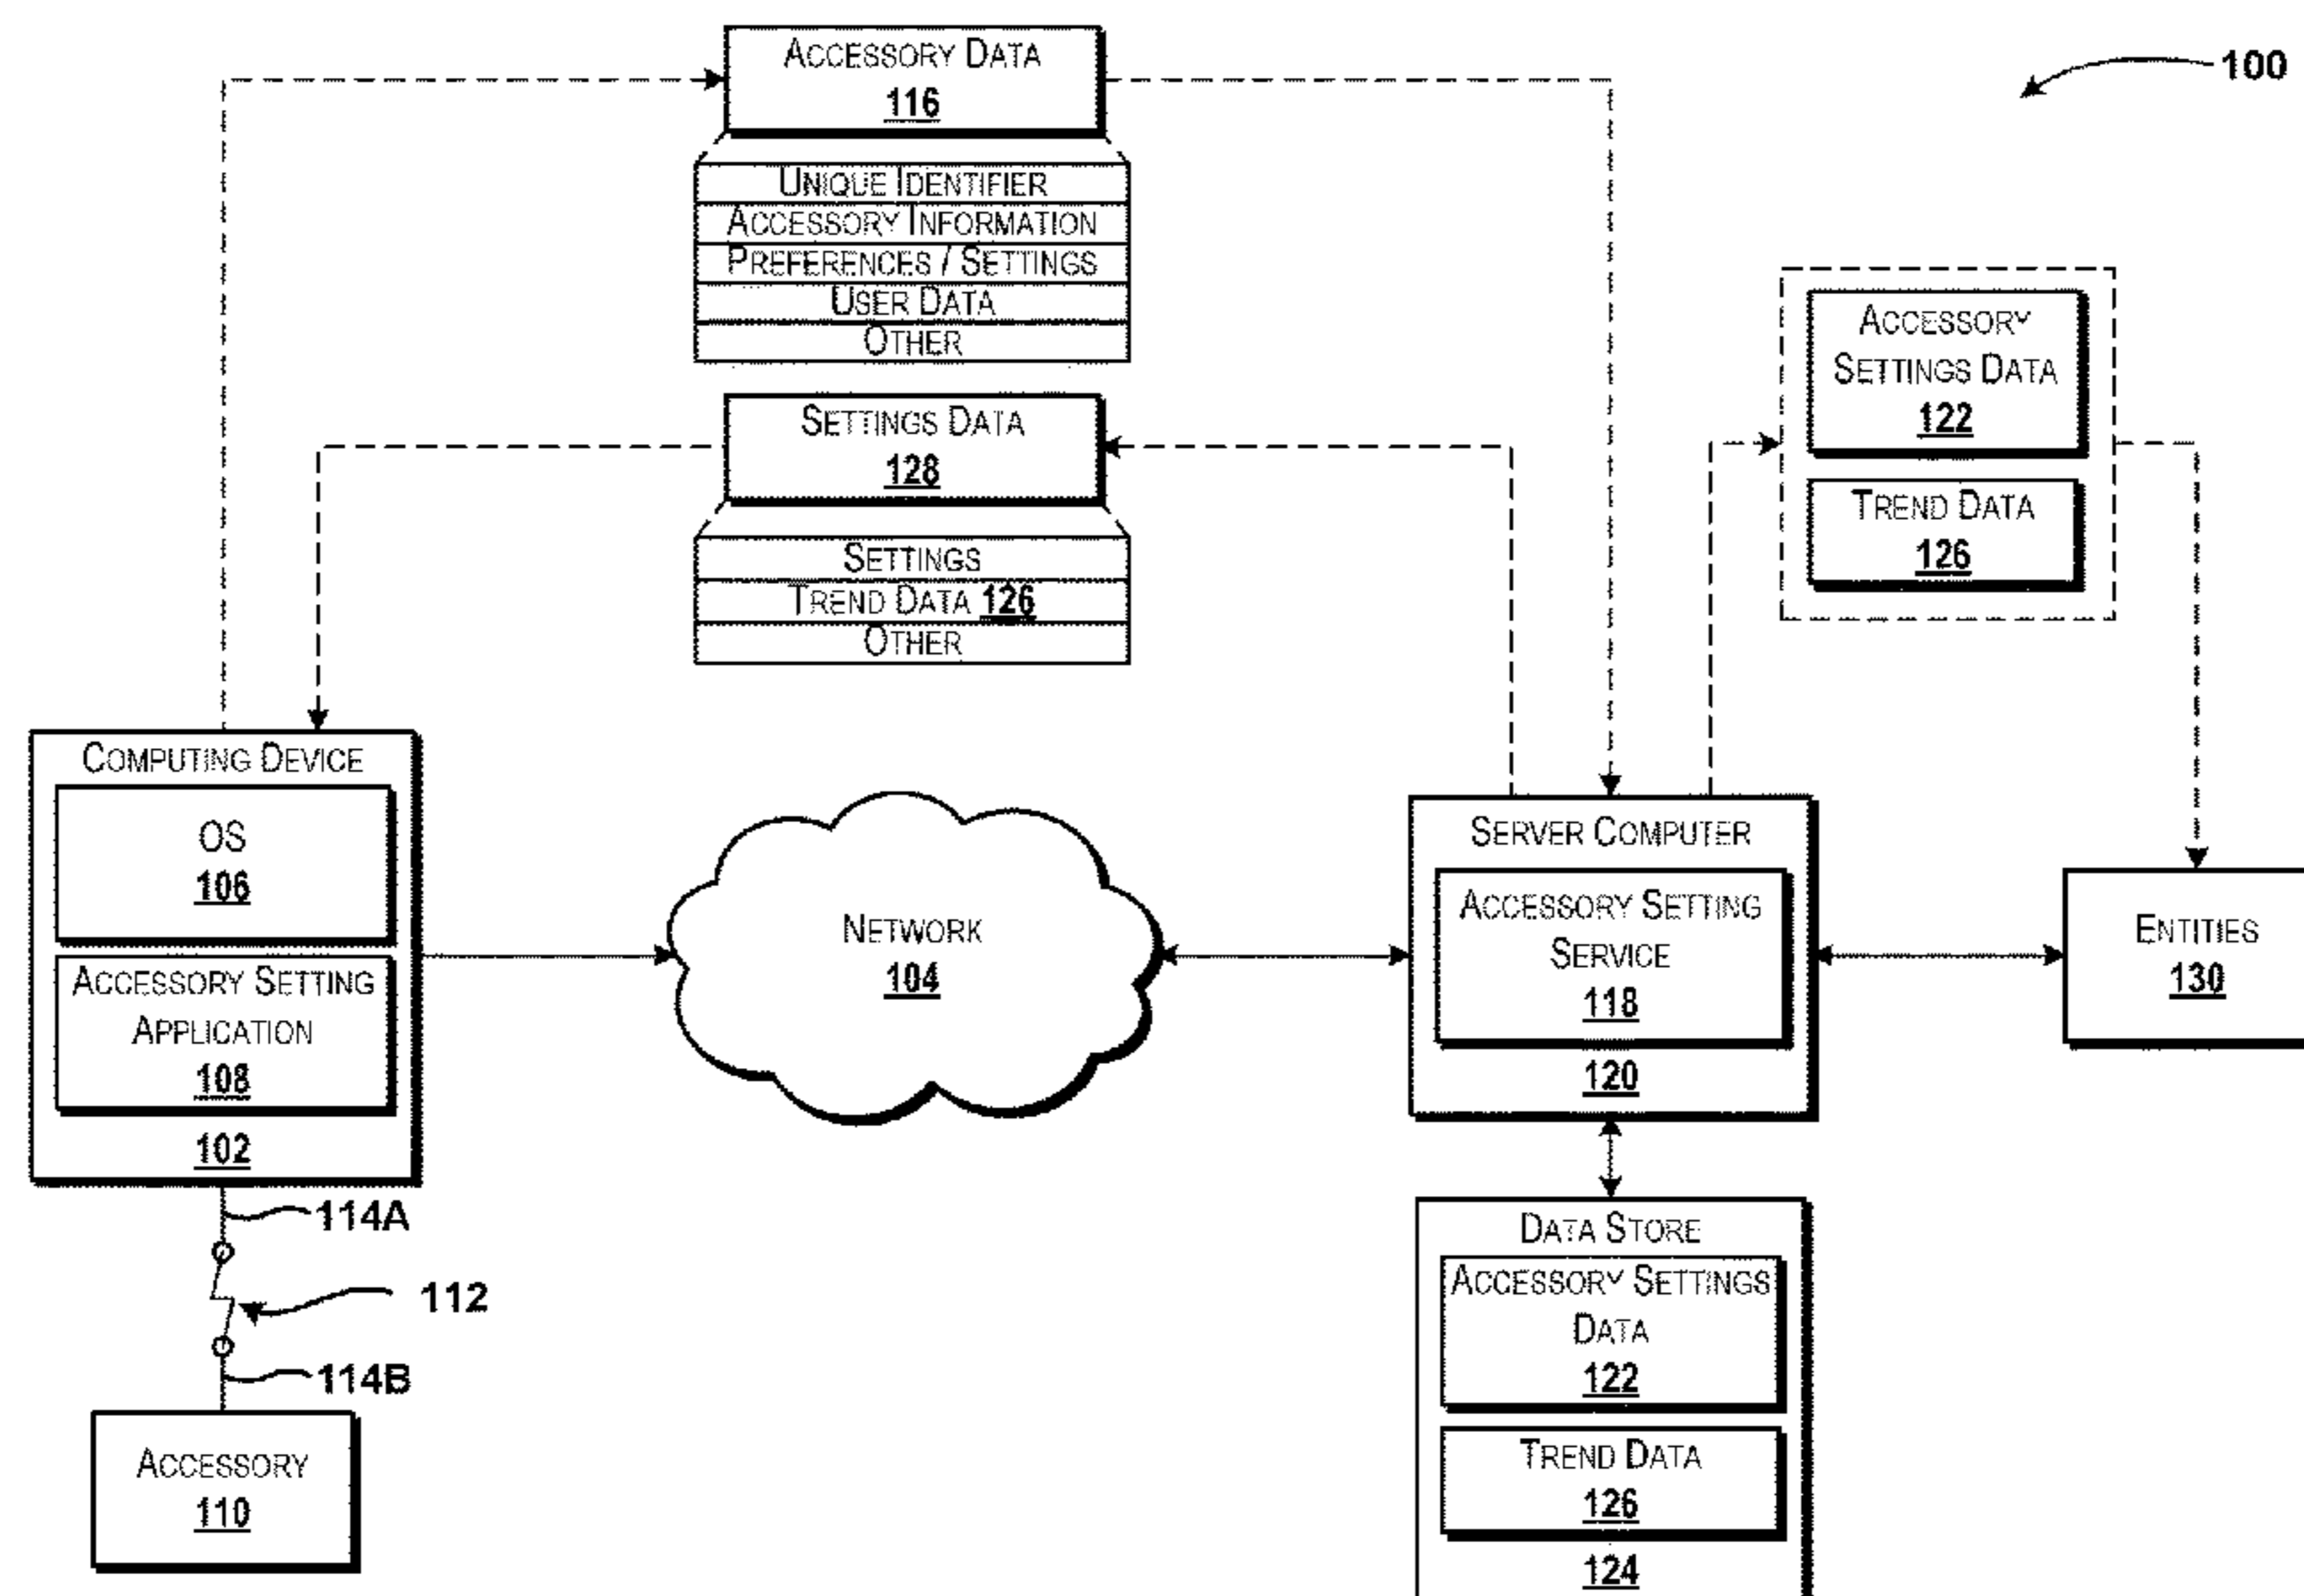 ACCESSORY DATA
116
100
UNIQUE IDENTIFIER
ACCESSORY INFORMATION
PREFERENCES / SETTINGS
USER DATA
OTHER
ACCESSORY
SETTINGS DATA
122
TREND DATA
126
SETTINGS DATA
128
SETTINGS
TREND DATA 126
OTHER
COMPUTING DEVICE
OS
106
ACCESSORY SETTING
APPLICATION
108
102
NETWORK
104
SERVER COMPUTER
ACCESSORY SETTING
SERVICE
118
120
ENTITIES
130
114A
112
114B
ACCESSORY
110
DATA STORE
ACCESSORY SETTINGS
DATA
122
TREND DATA
126
124